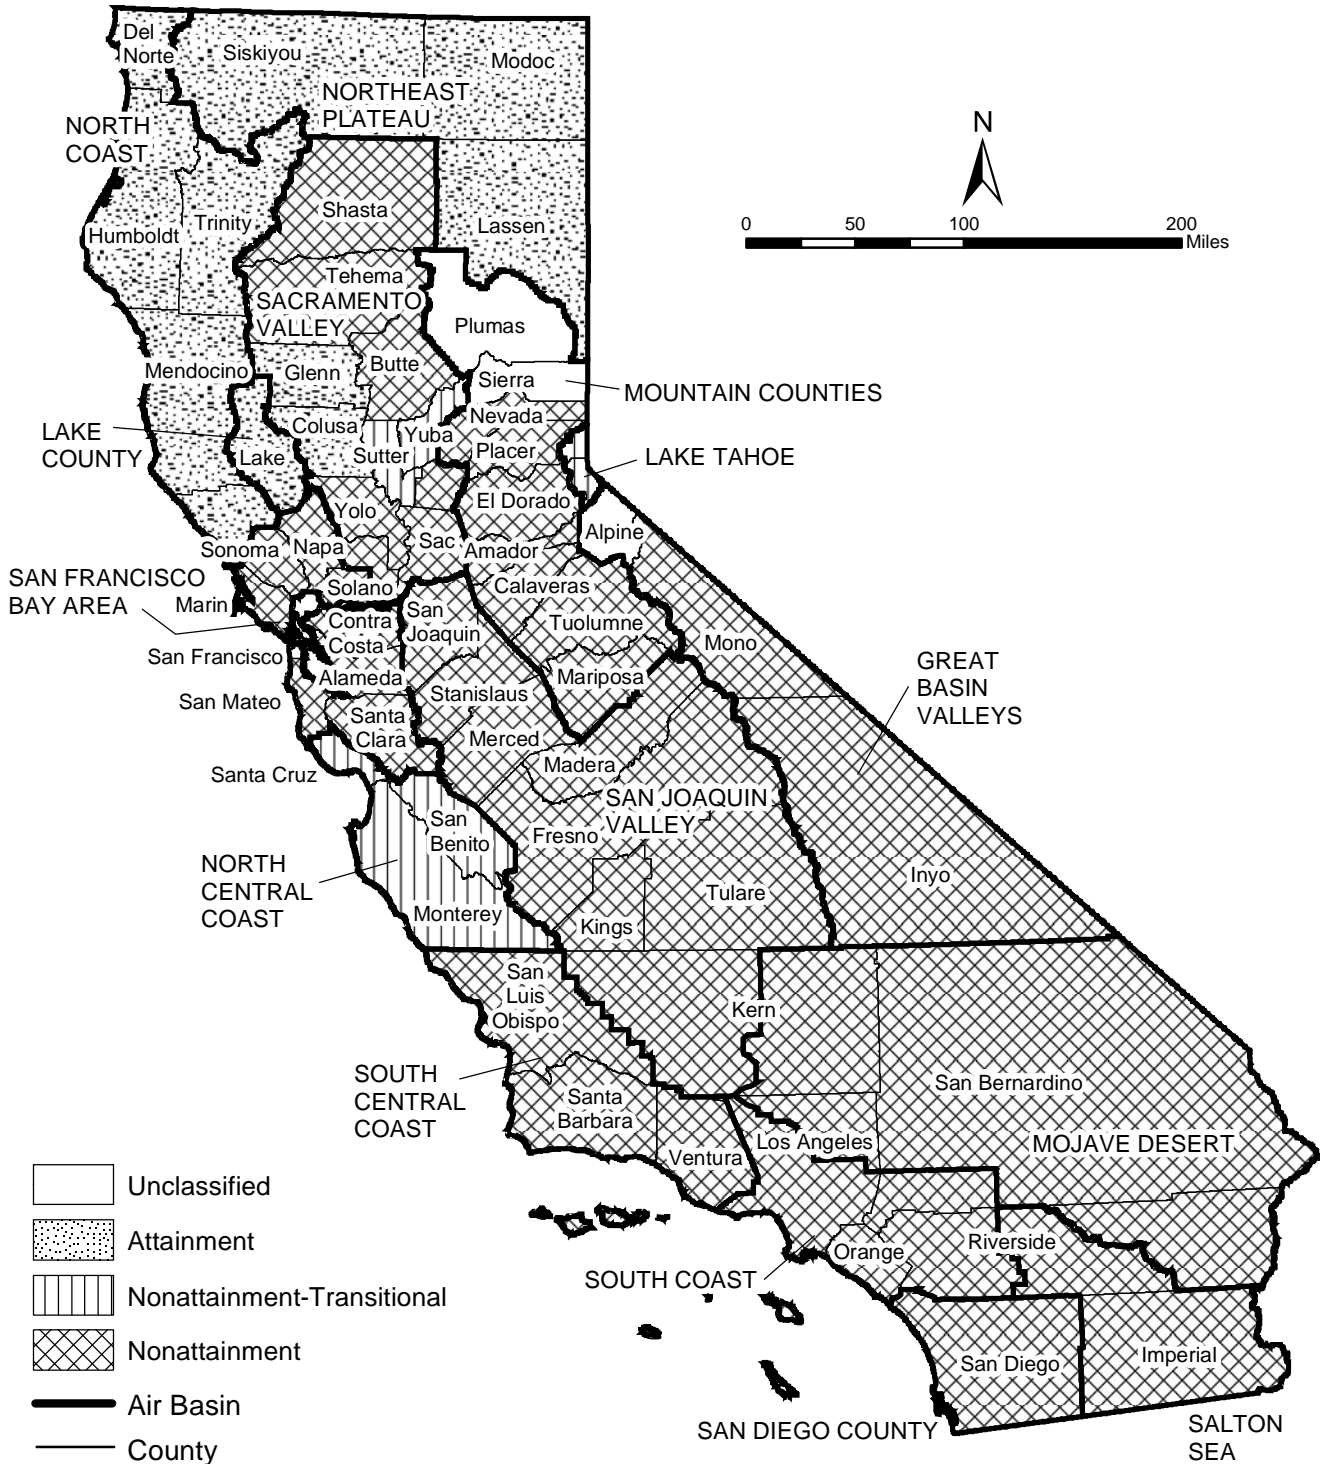 Del
Norte
Siskiyou
Modoc
NORTHEAST
PLATEAU
NORTH
COAST
N
Shasta
Trinity
Humboldt
Lassen
0
50
100
200
Miles
Tehema
SACRAMENTO
VALLEY
Plumas
Butte
Mendocino
Glenn
Sierra
MOUNTAIN COUNTIES
Nevada
Colusa
Yuba
LAKE
COUNTY
Lake
Sutter
Placer
LAKE TAHOE
Yolo
El Dorado
Alpine
Sonoma
Napa
Sac
Amador
SAN FRANCISCO
BAY AREA
Marin
Solano
Calaveras
Contra
Costa
San
Joaquin
Tuolumne
Mono
San Francisco
Alameda
Mariposa
GREAT
BASIN
VALLEYS
San Mateo
Stanislaus
Santa
Clara
Merced
Madera
Santa Cruz
SAN JOAQUIN
VALLEY
San
Benito
Fresno
NORTH
CENTRAL
COAST
Inyo
Tulare
Monterey
Kings
San
Luis
Obispo
Kern
SOUTH
CENTRAL
COAST
Santa
Barbara
San Bernardino
Los Angeles
MOJAVE DESERT
Ventura
Unclassified
Attainment
Orange
Riverside
SOUTH COAST
Nonattainment-Transitional
Nonattainment
San Diego
Imperial
Air Basin
SAN DIEGO COUNTY
SALTON
SEA
County